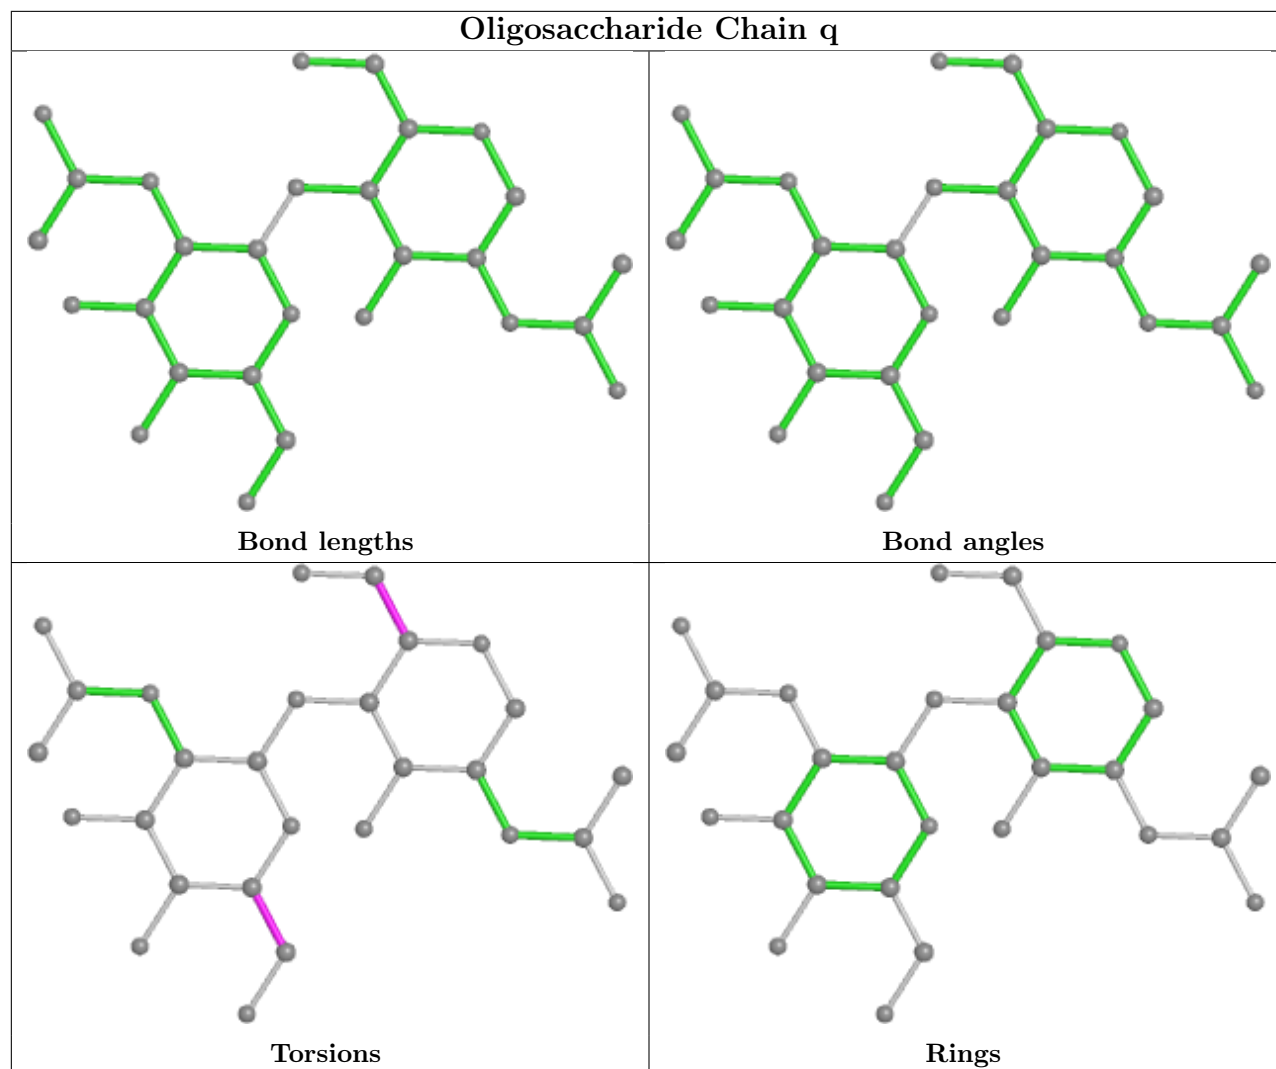 Oligosaccharide Chain q
Bond lengths
Bond angles
Torsions
Rings